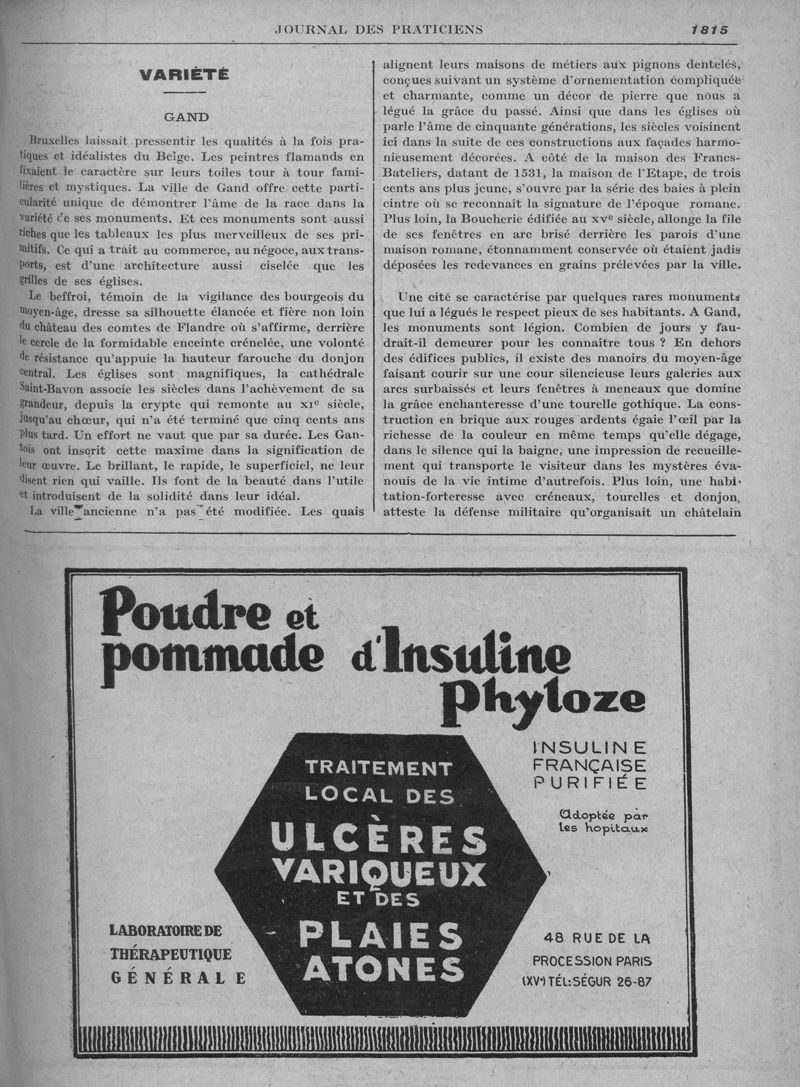 JOURNAL DES PRATICIENS
1815
VARIÉTÉ
GAND
Bruxelles laissait pressentir les qualités à la fois pra-
tiques et idéalistes du Belge. Les peintres flamands en
fixaient le caractère sur leurs toiles tour à tour fami-
lières et mystiques. La ville de Gand offre cette parti-
cularité unique de démontrer l'âme de la race dans la
variété de ses monuments. Et ces monuments sont aussi
riches que les tableaux les plus merveilleux de ses pri-
mitifs. Ce qui a trait au commerce, au négoce, aux trans-
ports, est d'une architecture aussi ciselée que les
grilles de ses églises.
Le beffroi, témoin de la vigilance des bourgeois du
moyen-âge, dresse sa silhouette élancée et fière non loin
du château des comtes de Flandre où s'affirme, derrière
le cercle de la formidable enceinte crénelée, une volonté
de résistance qu'appuie la hauteur farouche du donjon
central. Les églises sont magnifiques, la cathédrale
Saint-Bavon associe les siècles dans l'achèvement de sa
grandeur, depuis la crypte qui remonte au XIe siècle,
jusqu'au chœur, qui n'a été terminé que cinq cents ans
plus tard. Un effort ne vaut que par sa durée. Les Gan-
tois ont inscrit cette maxime dans la signification de
leur œuvre. Le brillant, le rapide, le superficiel, ne leur
disent rien qui vaille. Ils font de la beauté dans l'utile
et introduisent de la solidité dans leur idéal.
La ville ancienne n'a pas été modifiée. Les quais
alignent leurs maisons de métiers aux pignons dentelés,
conçues suivant un système d'ornementation compliquée
et charmante, comme un décor de pierre que nous a
légué la grâce du passé. Ainsi que dans les églises où
parle l'âme de cinquante générations, les siècles voisinent
ici dans la suite de ces constructions aux façades harmo-
nieusement décorées. A côté de la maison des Francs-
Bateliers, datant de 1531, la maison de l'Etape, de trois
cents ans plus jeune, s'ouvre par la série des baies à plein
cintre où se reconnaît la signature de l'époque romane.
Plus loin, la Boucherie édifiée au XVe siècle, allonge la file
de ses fenêtres en arc brisé derrière les parois d'une
maison romane, étonnamment conservée où étaient jadis
déposées les redevances en grains prélevées par la ville.
Une cité se caractérise par quelques rares monuments
que lui a légués le respect pieux de ses habitants. A Gand,
les monuments sont légion. Combien de jours y fau-
drait-il demeurer pour les connaître tous ? En dehors
des édifices publics, il existe des manoirs du moyen-âge
faisant courir sur une cour silencieuse leurs galeries aux
arcs surbaissés et leurs fenêtres à meneaux que domine
la grâce enchanteresse d'une tourelle gothique. La cons-
truction en brique aux rouges ardents égaie l'œil par la
richesse de la couleur en même temps qu'elle dégage,
dans le silence qui la baigne, une impression de recueille-
ment qui transporte le visiteur dans les mystères éva-
nouis de la vie intime d'autrefois. Plus loin, une habi-
tation-forteresse avec créneaux, tourelles et donjon,
atteste la défense militaire qu'organisait un châtelain
Poudre et
pommade d'Insuline
Phyloze
INSULINE
FRANÇAISE
PURIFIÉE
Adoptée par
les hopitaux
TRAITEMENT
LOCAL DES
ULCÈRES
VARIQUEUX
ET DES
PLAIES
ATONES
LABORATOIRE DE
THÉRAPEUTIQUE
GÉNÉRALE
48 RUE DE LA
PROCESSION PARIS
(XVe) TÉL: SÉGUR 26-87